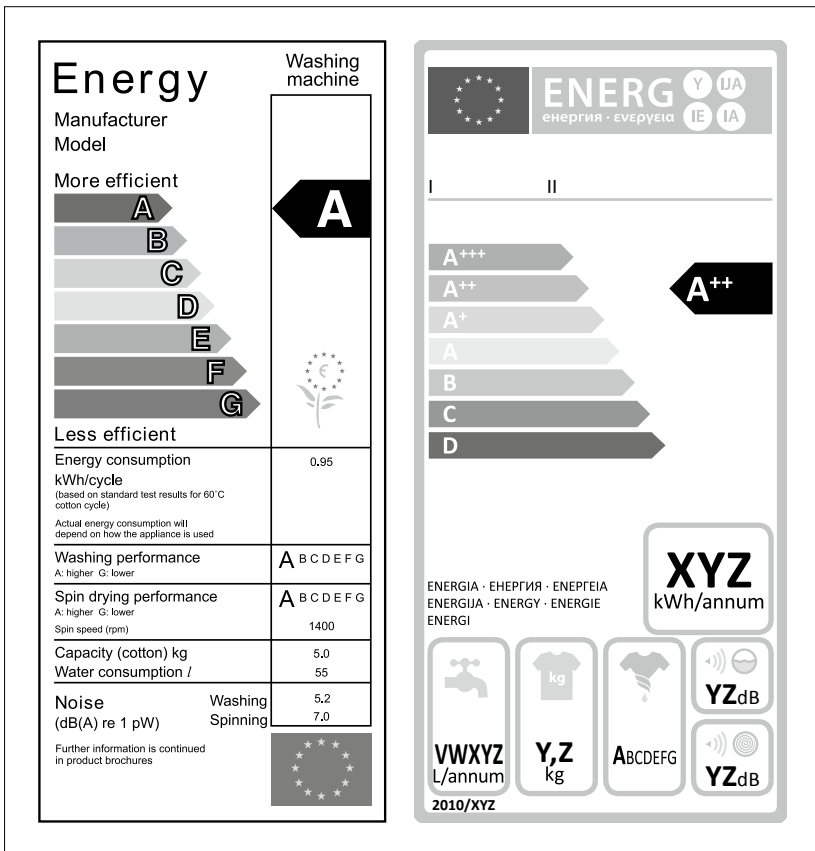 Energy
Washing
machine
Manufacturer
Model
More efficient
A
B
C
D
E
F
G
A
€
Less efficient
Energy consumption
0.95
kWh/cycle
(based on standard test results for 60˚C
cotton cycle)
Actual energy consumption will
depend on how the appliance is used
Washing performance
A B C D E F G
A: higher G: lower
Spin drying performance
A B C D E F G
A: higher G: lower
Spin speed (rpm)
1400
Capacity (cotton) kg
5.0
Water consumption l
55
Noise
Washing
5.2
(dB(A) re 1 pW)
Spinning
7.0
Further information is continued
in product brochures
ENERG
Y IJA
енергия · ενεργεια
IE IA
I II
A+++
A++
A+
A
B
C
D
A++
XYZ
kWh/annum
ENERGIA · ЕНЕРГИЯ · ΕΝΕΡΓΕΙΑ
ENERGIJA · ENERGY · ENERGIE
ENERGI
VWXYZ
L/annum
kg
Y,Z
kg
ABCDEFG
YZdB
YZdB
2010/XYZ